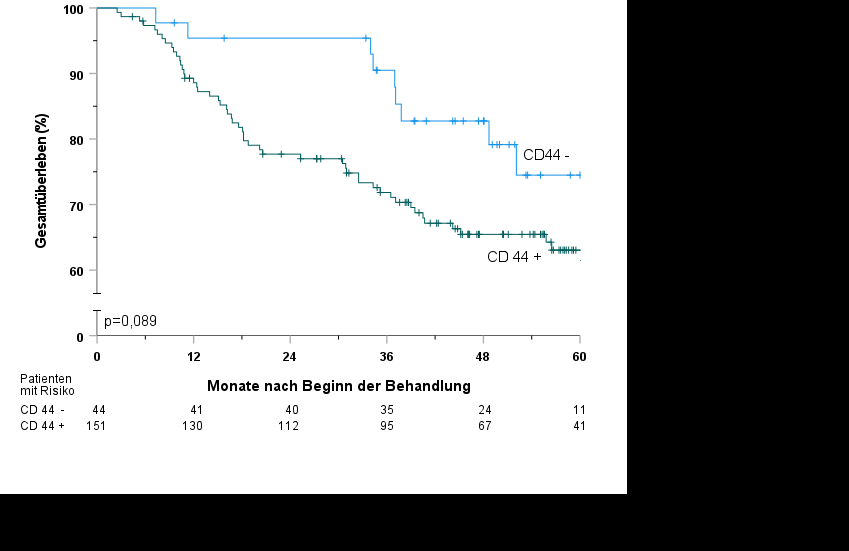 100
90
80
70
60
0
Gesamtüberleben (%)
CD44 -
CD 44 +
p=0,089
0 12 24 36 48 60
Monate nach Beginn der Behandlung
Patienten
mit Risiko
CD 44 - 44 41 40 35 24 11
CD 44 + 151 130 112 95 67 41